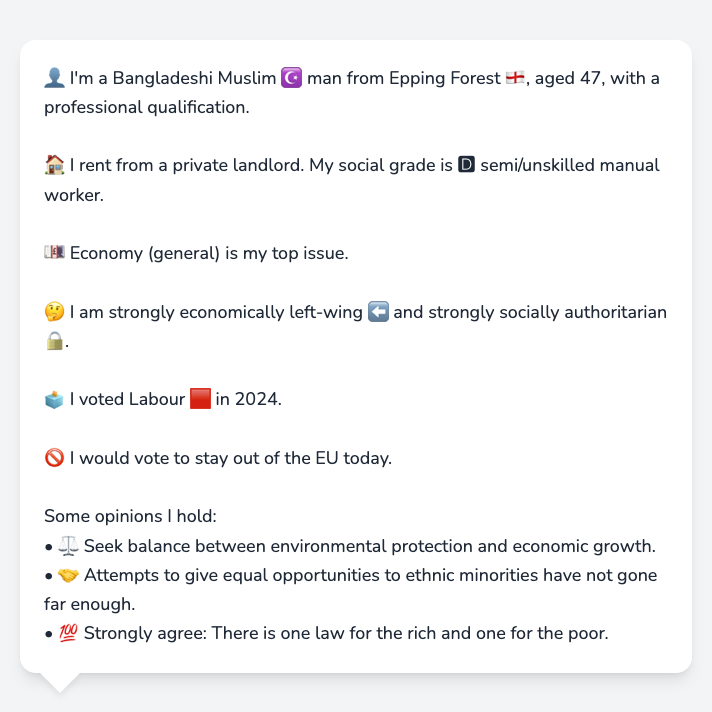 👤 I'm a Bangladeshi Muslim ☪️ man from Epping Forest 🏴󠁧󠁢󠁥󠁮󠁧󠁿, aged 47, with a
professional qualification.
🏠 I rent from a private landlord. My social grade is 🅳 semi/unskilled manual
worker.
💷 Economy (general) is my top issue.
🤔 I am strongly economically left-wing ⬅️ and strongly socially authoritarian
🔒.
🗳️ I voted Labour 🟥 in 2024.
🚫 I would vote to stay out of the EU today.
Some opinions I hold:
• ⚖️ Seek balance between environmental protection and economic growth.
• 🤝 Attempts to give equal opportunities to ethnic minorities have not gone
far enough.
• 💯 Strongly agree: There is one law for the rich and one for the poor.